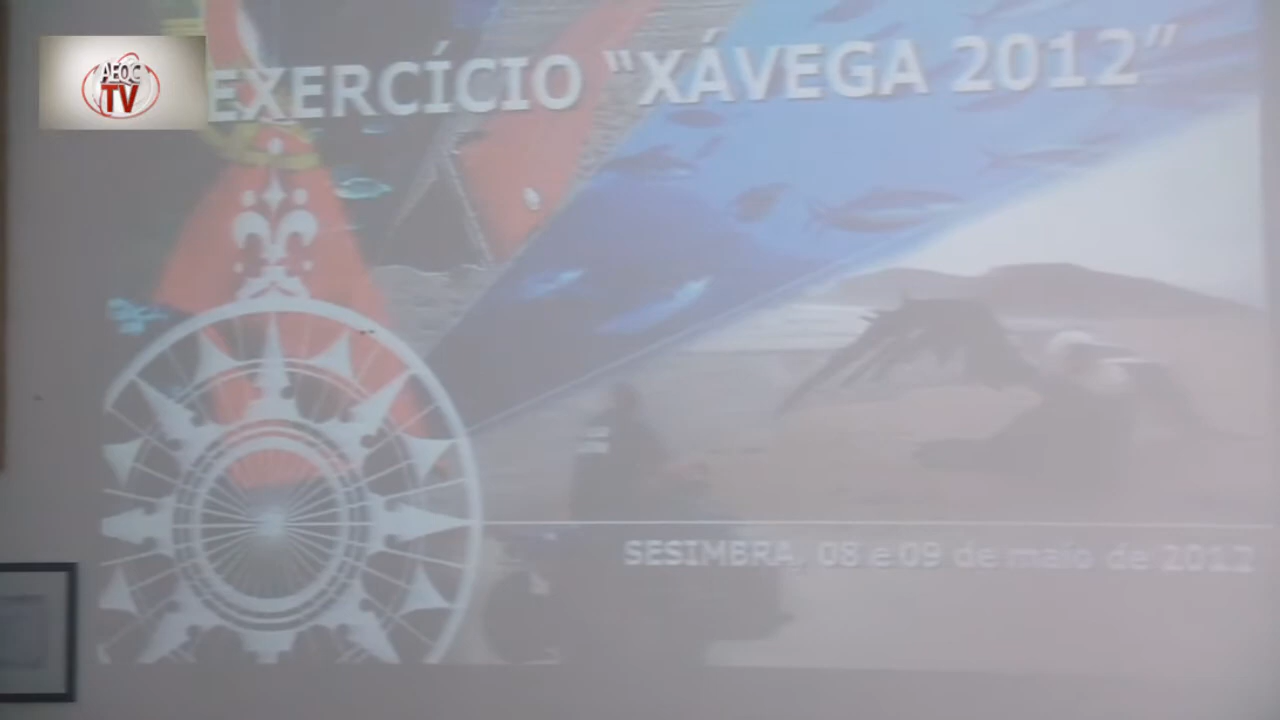 AEOC
TV
EXERCÍCIO "XÁVEGA 2012"
SESIMBRA, 08 e 09 de maio de 2012